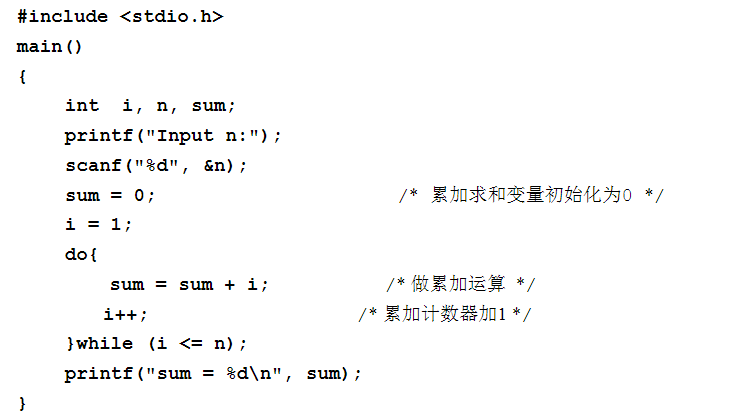 #include <stdio.h>
main()
{
int  i, n, sum;
printf("Input n:");
scanf("%d", &n);
sum = 0; /* 累加求和变量初始化为0 */
i = 1;
do{
sum = sum + i; /* 做累加运算 */
i++; /* 累加计数器加1 */
}while (i <= n);
printf("sum = %d\n", sum);
}